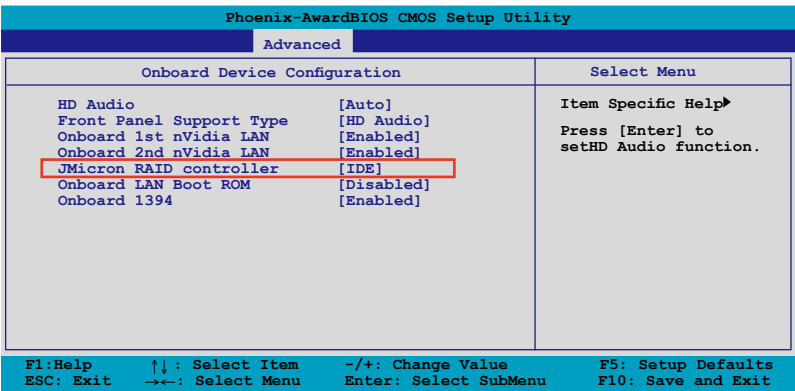 Phoenix-AwardBIOS CMOS Setup Utility
Advanced
Onboard Device Configuration
Select Menu
HD Audio [Auto]
Front Panel Support Type [HD Audio]
Onboard 1st nVidia LAN [Enabled]
Onboard 2nd nVidia LAN [Enabled]
JMicron RAID controller [IDE]
Onboard LAN Boot ROM [Disabled]
Onboard 1394 [Enabled]
Item Specific Help▶
Press [Enter] to
setHD Audio function.
F1:Help ↑↓: Select Item -/+: Change Value F5: Setup Defaults
ESC: Exit →←: Select Menu Enter: Select SubMenu F10: Save and Exit